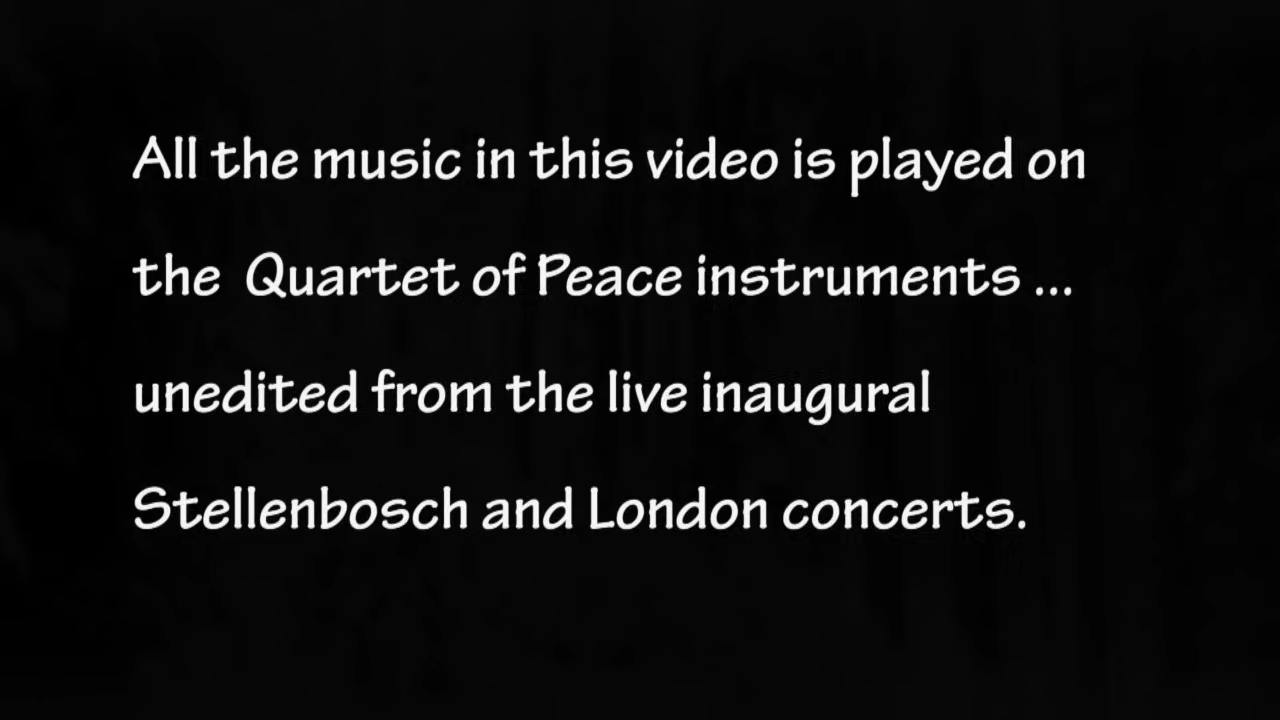 All the music in this video is played on
the Quartet of Peace instruments ...
unedited from the live inaugural
Stellenbosch and London concerts.